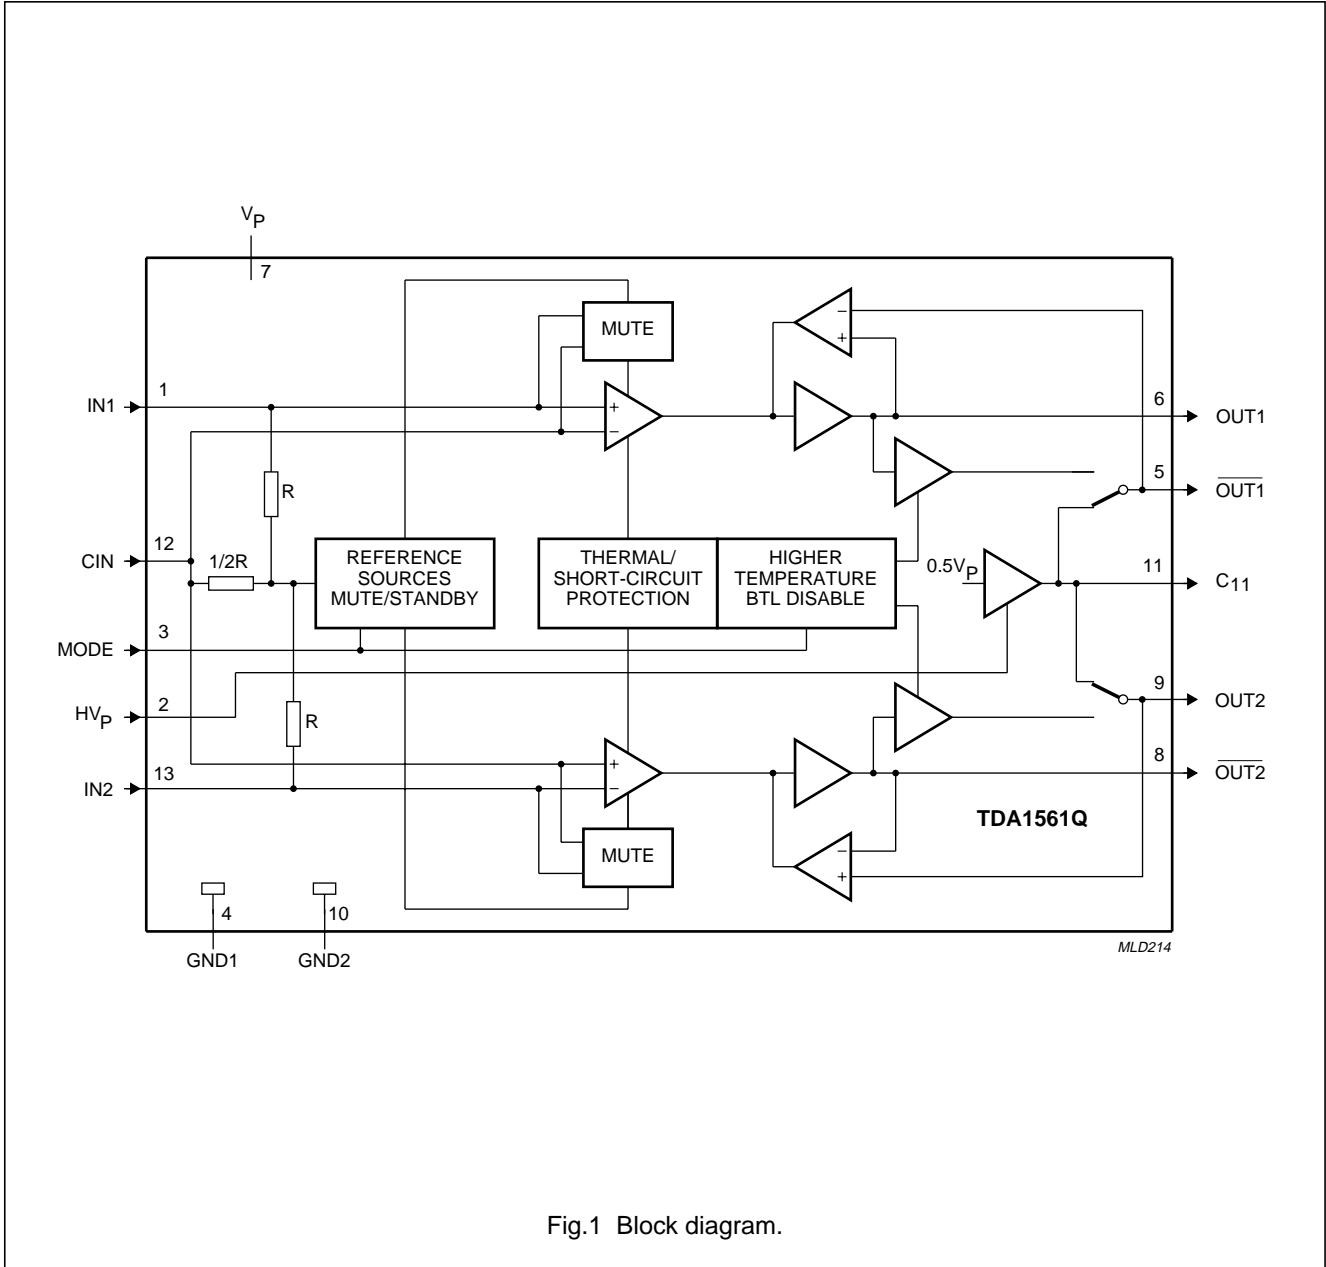 VP
7
MUTE
1
IN1
+
−
−
+
6
OUT1
R
5
OUT1
12
CIN
1/2R
REFERENCE
SOURCES
MUTE/STANDBY
THERMAL/
SHORT-CIRCUIT
PROTECTION
HIGHER
TEMPERATURE
BTL DISABLE
0.5VP
11
C11
3
MODE
2
HVP
R
9
OUT2
13
IN2
+
−
8
OUT2
TDA1561Q
MUTE
−
+
4
10
GND1
GND2
MLD214
Fig.1 Block diagram.